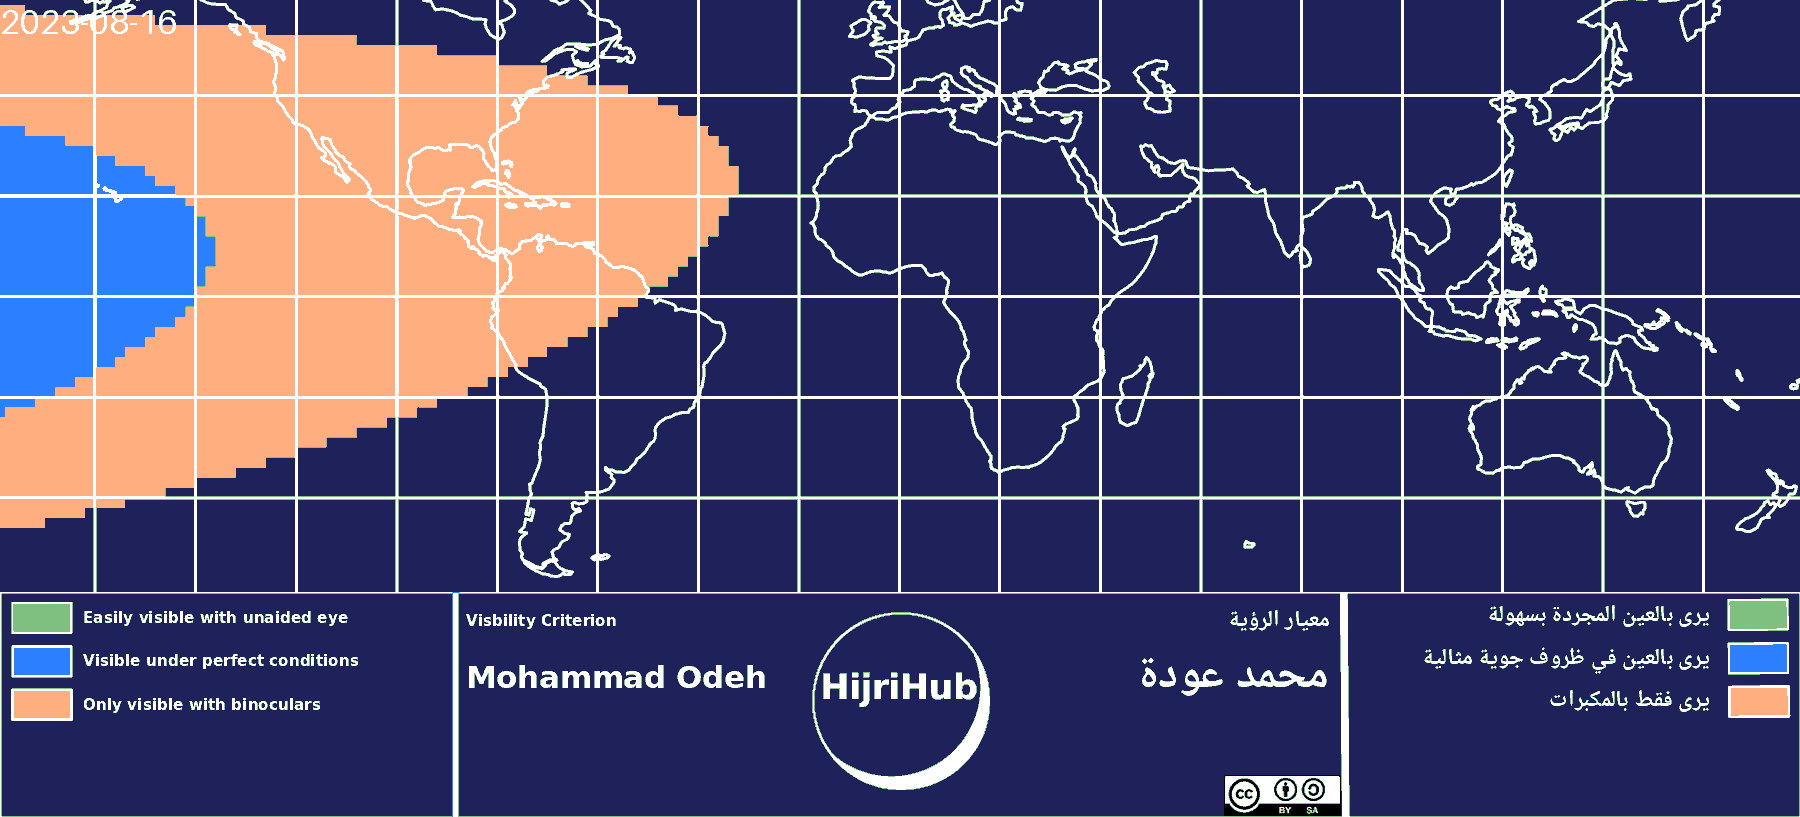 2023-08-16
Easily visible with unaided eye
Visible under perfect conditions
Only visible with binoculars
Visbility Criterion
Mohammad Odeh
HijriHub
معيار الرؤية
محمد عودة
cc
BY SA
يرى بالعين المجردة بسهولة
يرى بالعين في ظروف جوية مثالية
يرى فقط بالمكبرات